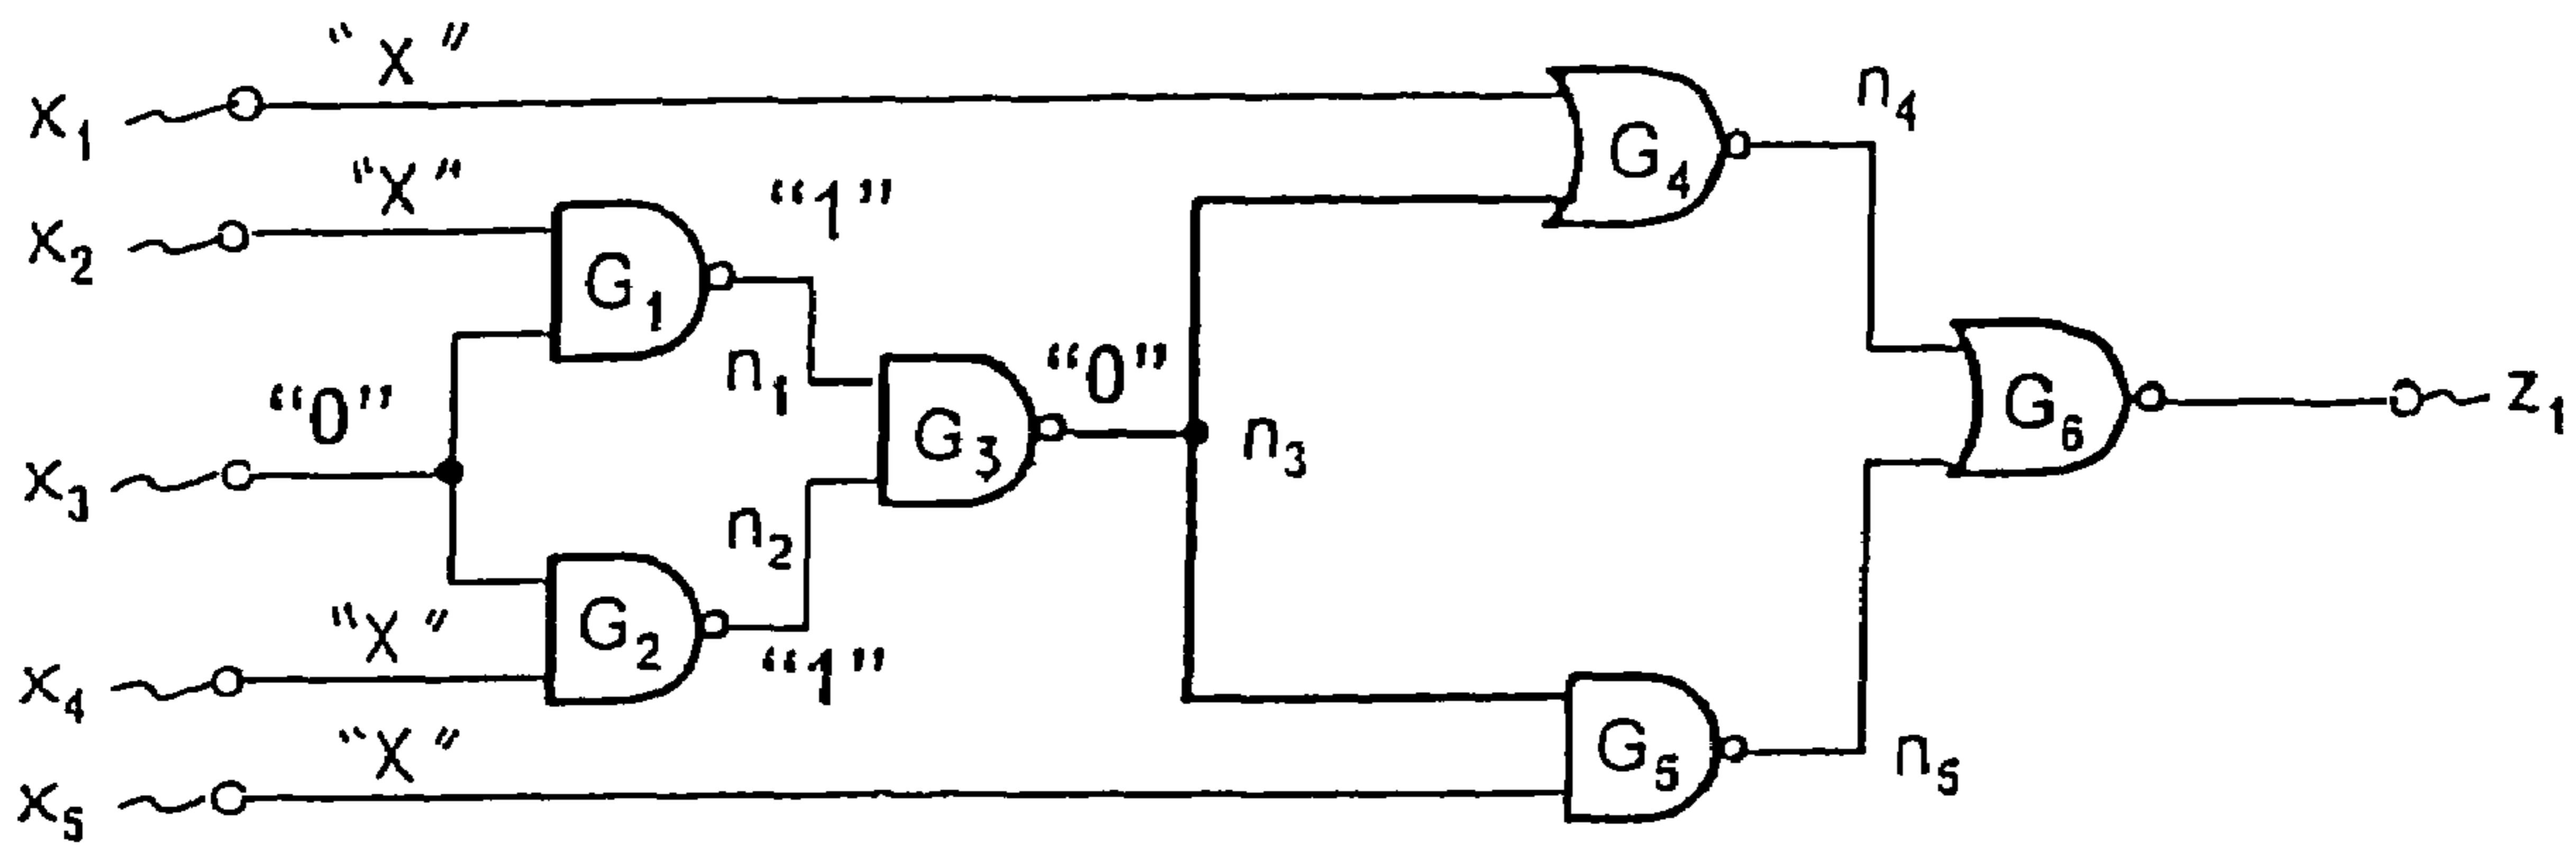 x₁ “X” G₄ n₄
x₂ “X” G₁ “1”
n₁ “0” G₆ z₁
x₃ “0” G₃ n₃
n₂
x₄ “X” G₂ “1”
x₅ “X” G₅ n₅